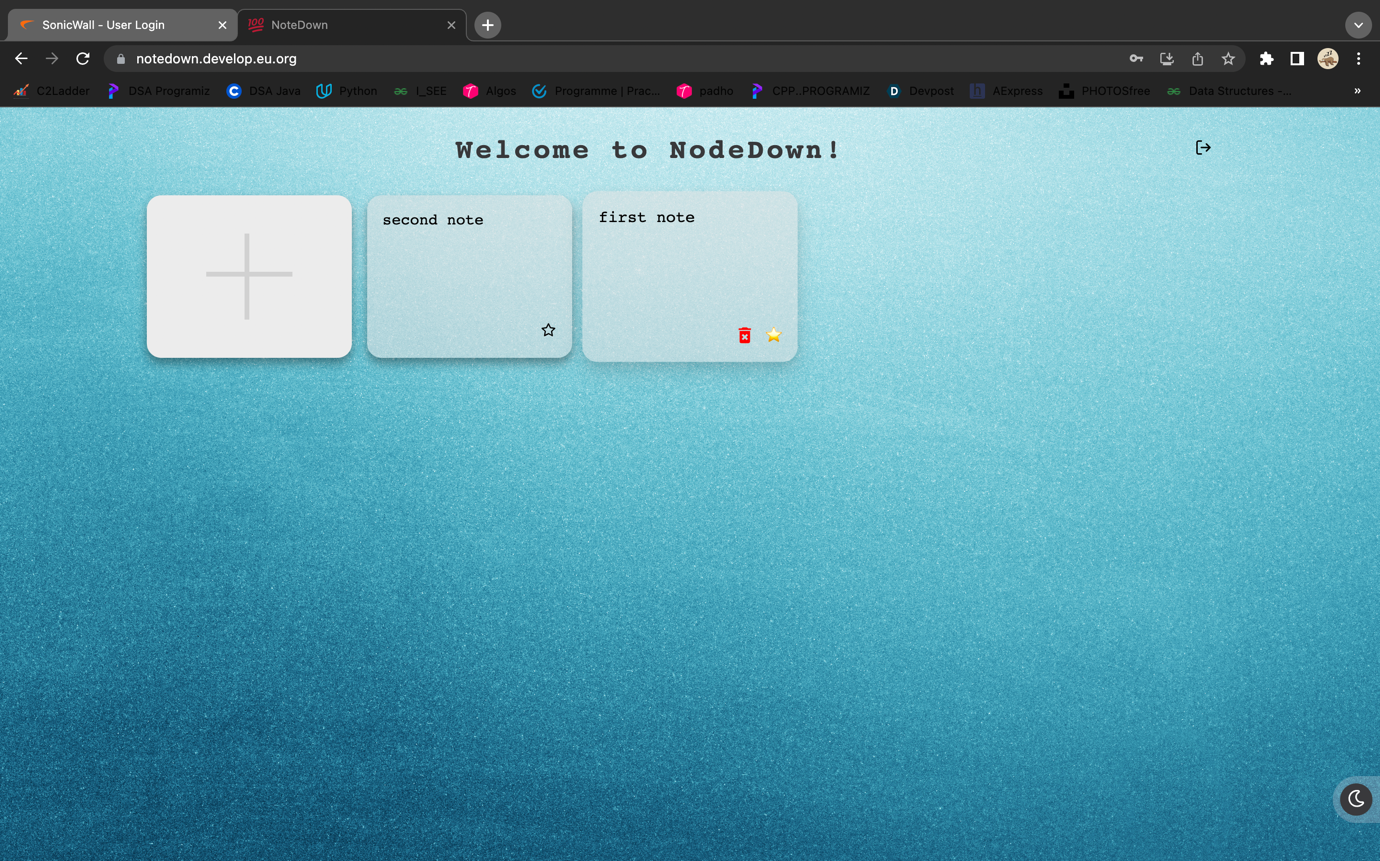 SonicWall - User Login
NoteDown
notedown.develop.eu.org
C2Ladder
DSA Programiz
DSA Java
Python
I_SEE
Algos
Programme | Prac...
padho
CPP..PROGRAMIZ
Devpost
AExpress
PHOTOSfree
Data Structures -...
Welcome to NodeDown!
second note
first note